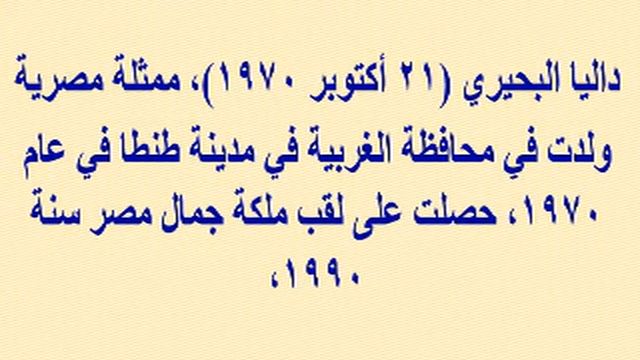 داليا البحيري (٢١ أكتوبر ١٩٧٠)، ممثلة مصرية
ولدت في محافظة الغربية في مدينة طنطا في عام
١٩٧٠، حصلت على لقب ملكة جمال مصر سنة
١٩٩٠،